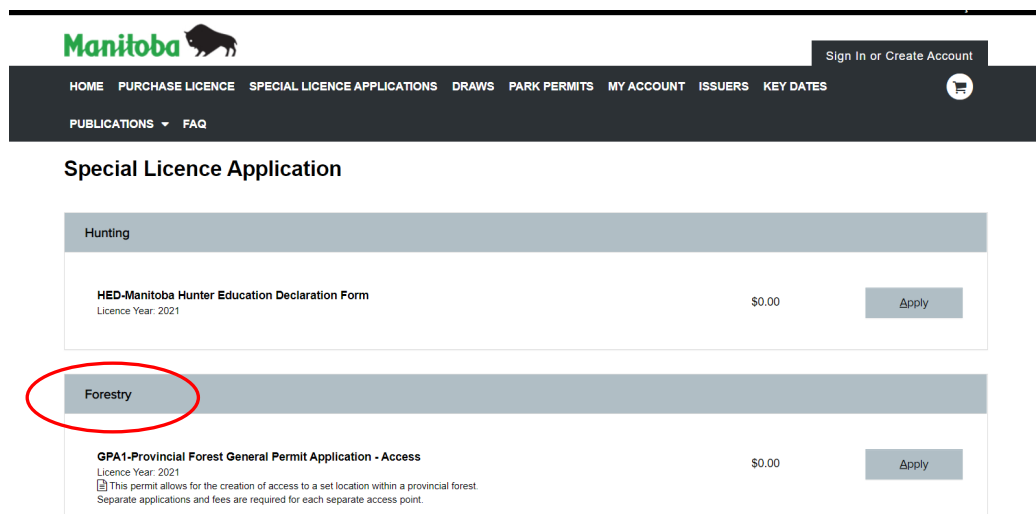 Manitoba
Sign In or Create Account
HOME PURCHASE LICENCE SPECIAL LICENCE APPLICATIONS DRAWS PARK PERMITS MY ACCOUNT ISSUERS KEY DATES
PUBLICATIONS FAQ
Special Licence Application
Hunting
HED-Manitoba Hunter Education Declaration Form
Licence Year: 2021
$0.00
Apply
Forestry
GPA1-Provincial Forest General Permit Application - Access
Licence Year: 2021
This permit allows for the creation of access to a set location within a provincial forest.
Separate applications and fees are required for each separate access point.
$0.00
Apply